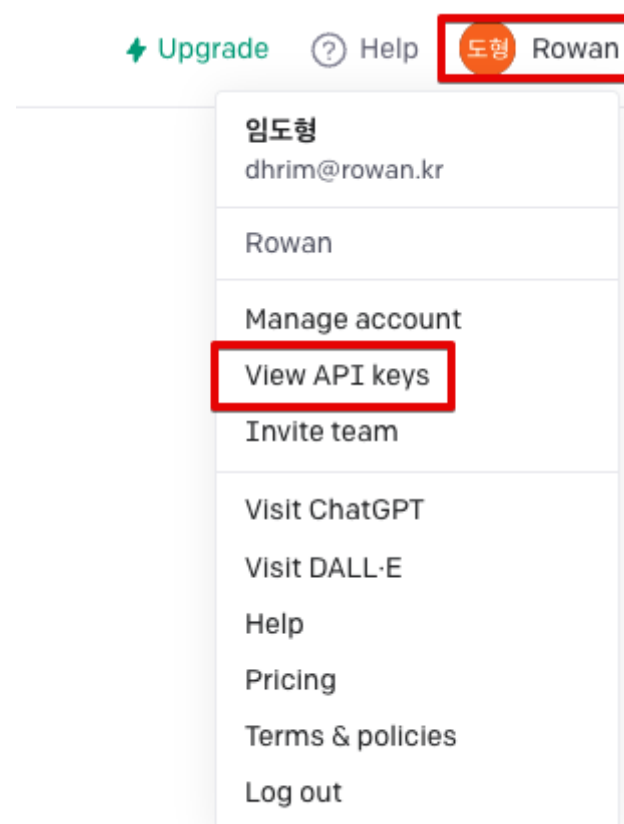 Upgrade Help 도형 Rowan
임도형
dhrim@rowan.kr
Rowan
Manage account
View API keys
Invite team
Visit ChatGPT
Visit DALL·E
Help
Pricing
Terms & policies
Log out